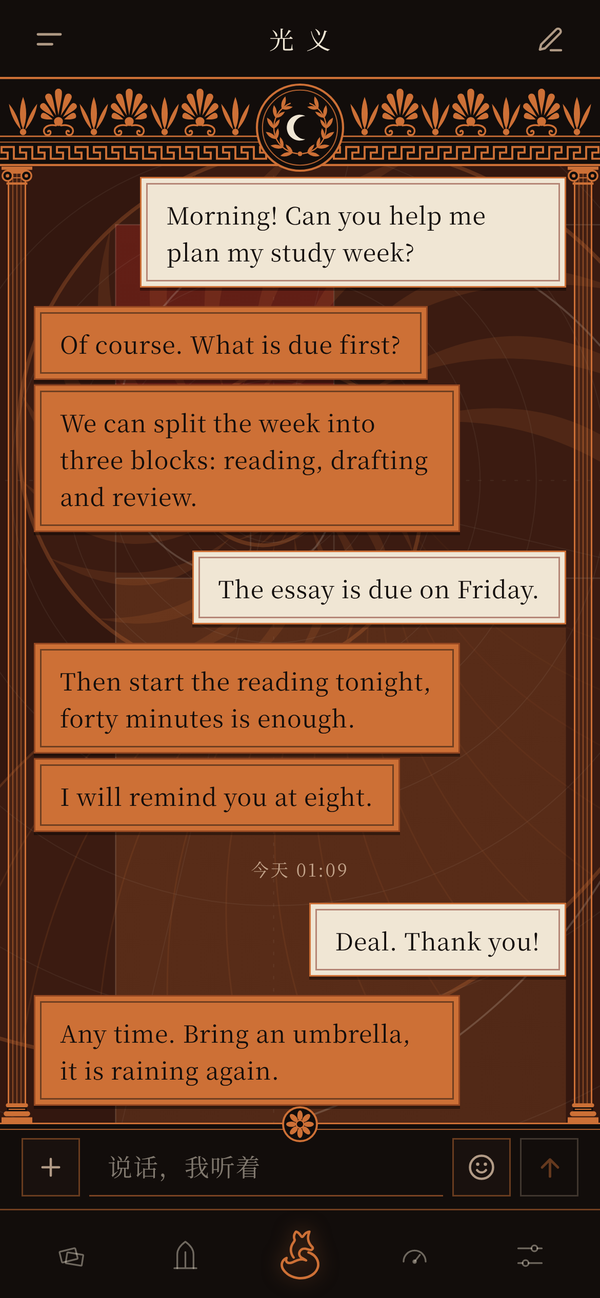 光义
Morning! Can you help me
plan my study week?
Of course. What is due first?
We can split the week into
three blocks: reading, drafting
and review.
The essay is due on Friday.
Then start the reading tonight,
forty minutes is enough.
I will remind you at eight.
今天 01:09
Deal. Thank you!
Any time. Bring an umbrella,
it is raining again.
说话，我听着